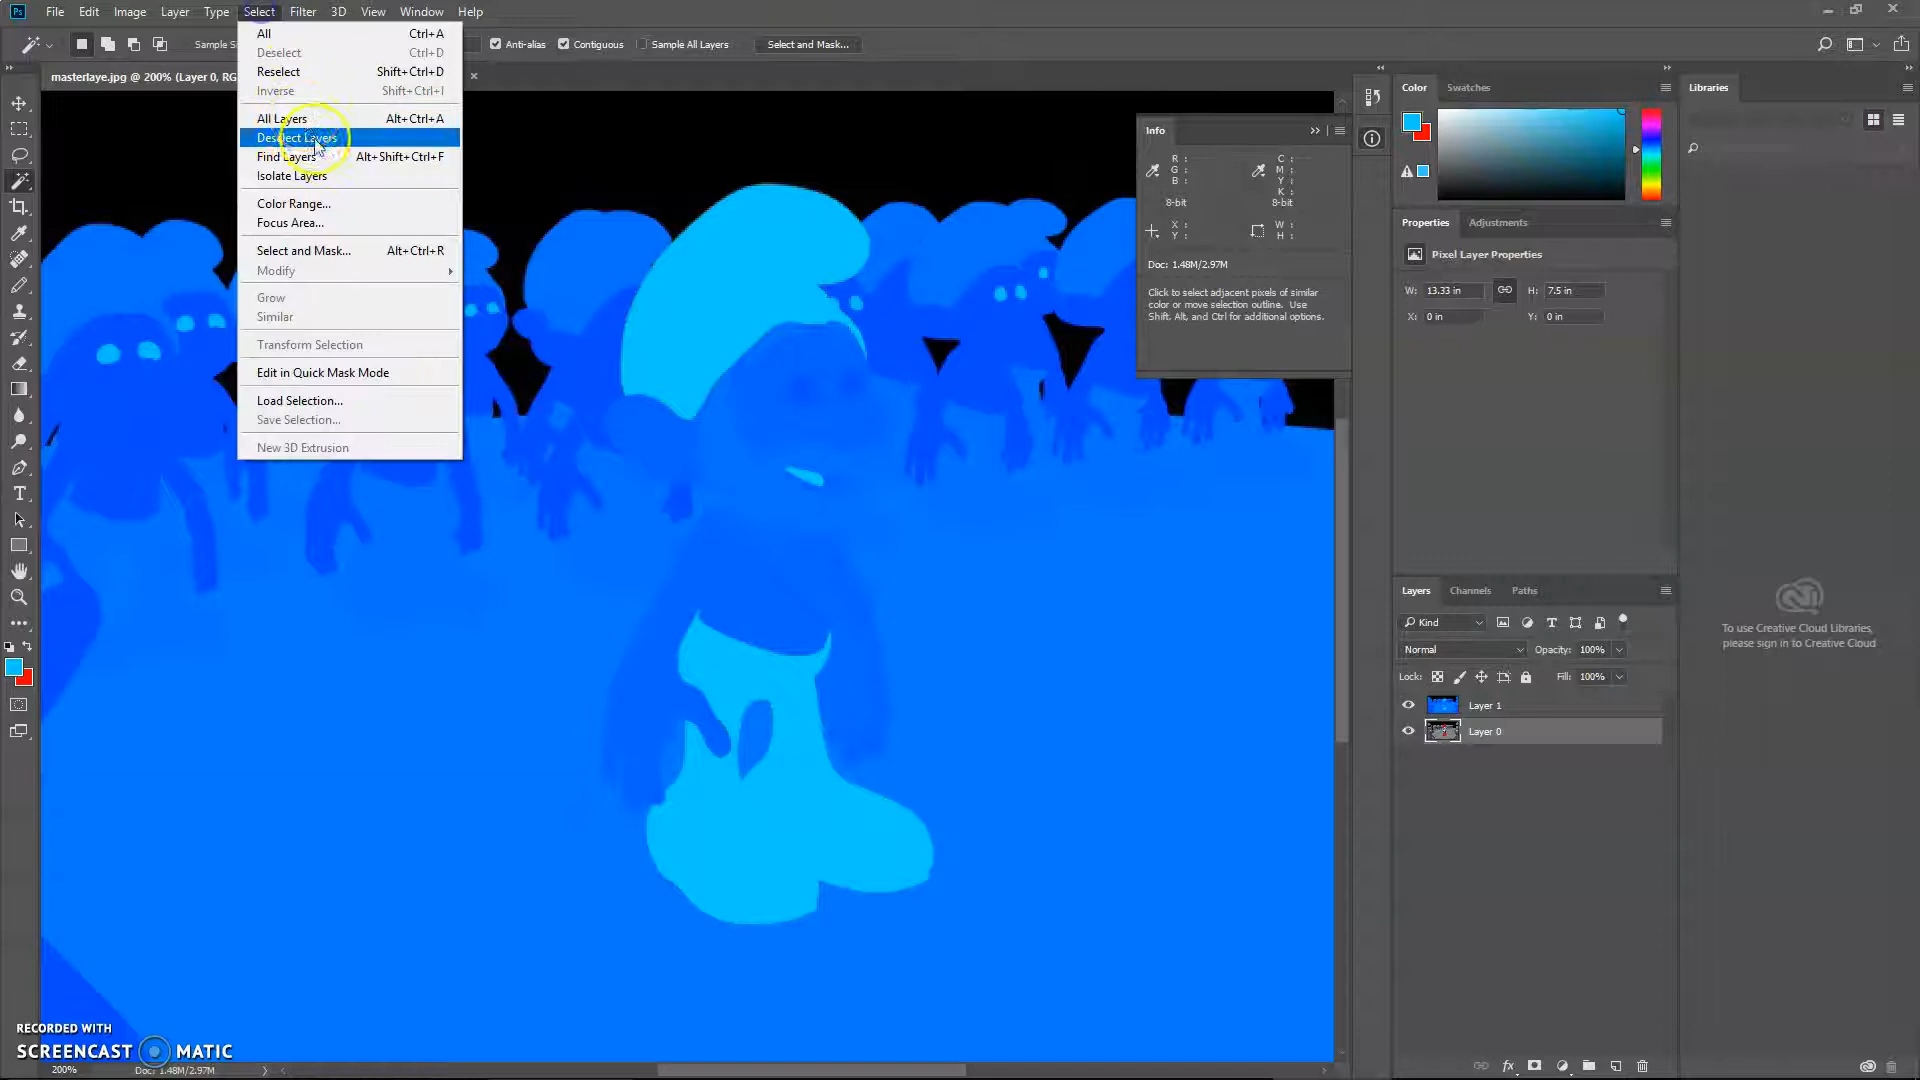 Ps File Edit Image Layer Type Select Filter 3D View Window Help
Sample Si Anti-alias Contiguous Sample All Layers Select and Mask...
masterlaye.jpg @ 200% (Layer 0, RG
All Ctrl+A
Deselect Ctrl+D
Reselect Shift+Ctrl+D
Inverse Shift+Ctrl+I
All Layers Alt+Ctrl+A
Deselect Layers
Find Layers Alt+Shift+Ctrl+F
Isolate Layers
Color Range...
Focus Area...
Select and Mask... Alt+Ctrl+R
Modify
Grow
Similar
Transform Selection
Edit in Quick Mask Mode
Load Selection...
Save Selection...
New 3D Extrusion
Info
R : C :
G : M :
B : Y :
K :
8-bit 8-bit
X : W :
Y : H :
Doc: 1.48M/2.97M
Click to select adjacent pixels of similar
color or move selection outline. Use
Shift, Alt, and Ctrl for additional options.
Color Swatches
Properties Adjustments
Pixel Layer Properties
W: 13.33 in H: 7.5 in
X: 0 in Y: 0 in
Layers Channels Paths
Kind
Normal Opacity: 100%
Lock: Fill: 100%
Layer 1
Layer 0
fx
Libraries
To use Creative Cloud Libraries,
please sign in to Creative Cloud
RECORDED WITH
SCREENCAST MATIC
200% Doc: 1.48M/2.97M